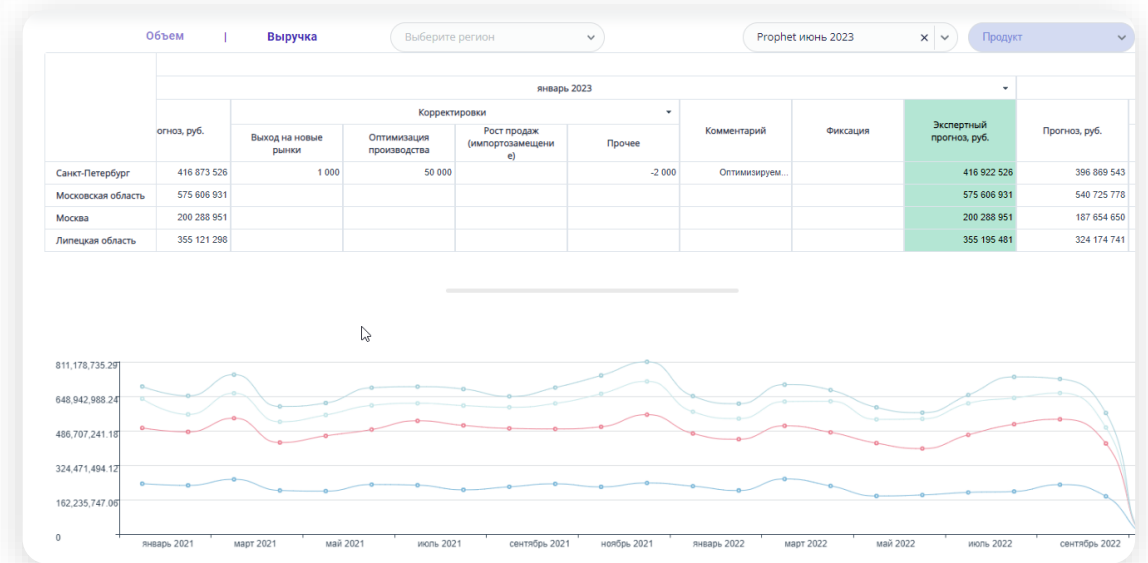 Объем | Выручка Выберите регион Prophet июнь 2023 Продукт
январь 2023
Корректировки
огноз, руб. Выход на новые рынки Оптимизация производства Рост продаж (импортозамещение) Прочее Комментарий Фиксация Экспертный прогноз, руб. Прогноз, руб.
Санкт-Петербург 416 873 526 1 000 50 000 -2 000 Оптимизируем... 416 922 526 396 869 543
Московская область 575 606 931 575 606 931 540 725 778
Москва 200 288 951 200 288 951 187 654 650
Липецкая область 355 121 298 355 195 481 324 174 741
811,178,735.29
648,942,988.24
486,707,241.18
324,471,494.12
162,235,747.06
0
январь 2021 март 2021 май 2021 июль 2021 сентябрь 2021 ноябрь 2021 январь 2022 март 2022 май 2022 июль 2022 сентябрь 2022